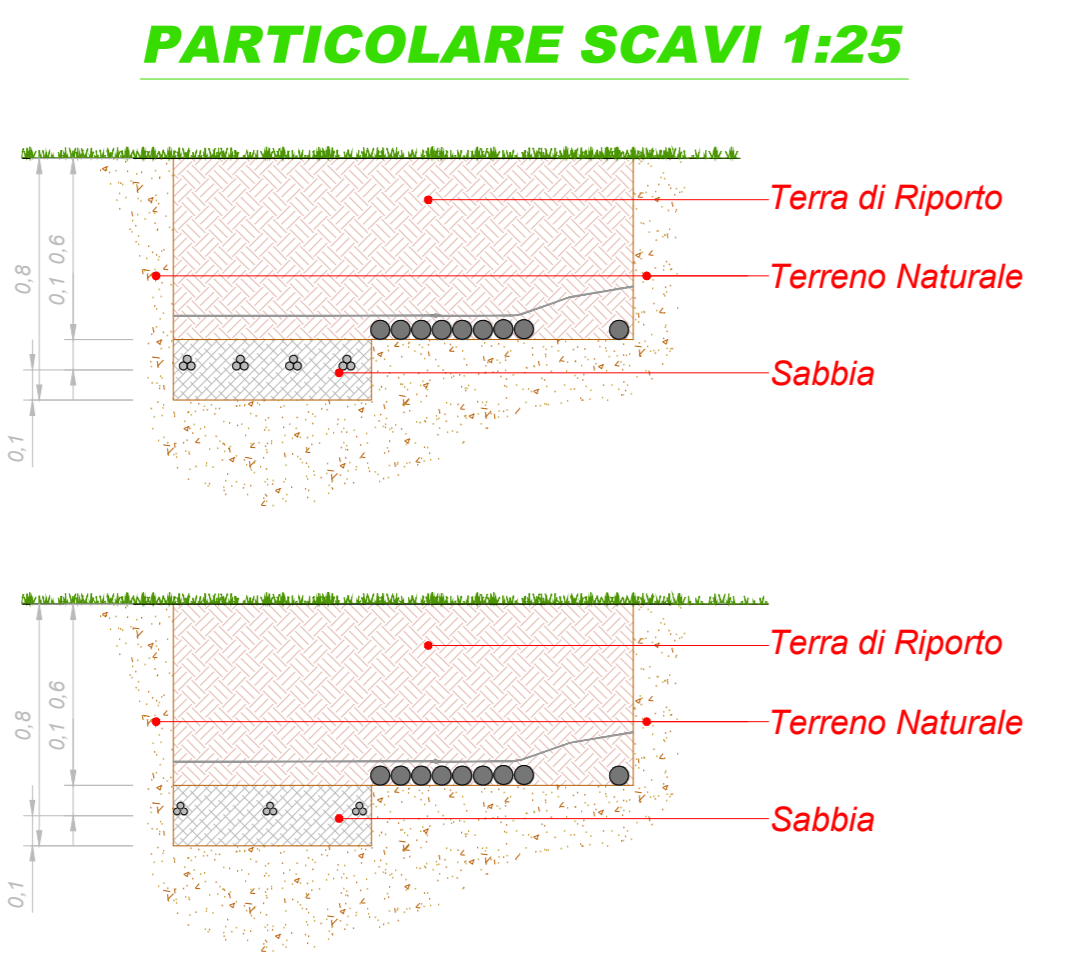 PARTICOLARE SCAVI 1:25
Terra di Riporto
0,6
0,8
0,1
Terreno Naturale
Sabbia
0,1
Terra di Riporto
0,6
0,8
0,1
Terreno Naturale
Sabbia
0,1